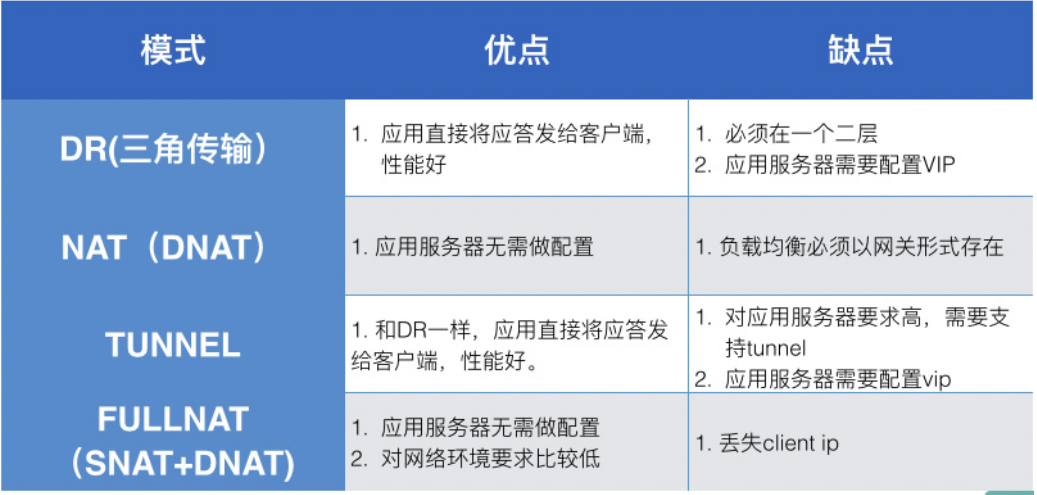 模式 优点 缺点
DR(三角传输） 1. 应用直接将应答发给客户端，性能好 1. 必须在一个二层
2. 应用服务器需要配置VIP
NAT（DNAT） 1. 应用服务器无需做配置 1. 负载均衡必须以网关形式存在
TUNNEL 1. 和DR一样，应用直接将应答发给客户端，性能好。 1. 对应用服务器要求高，需要支持tunnel
2. 应用服务器需要配置vip
FULLNAT
（SNAT+DNAT) 1. 应用服务器无需做配置
2. 对网络环境要求比较低 1. 丢失client ip